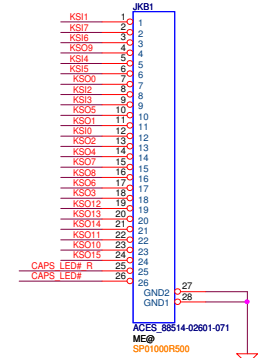 JKB1
KSI1 1 1
KSI7 2 2
KSI6 3 3
KSO9 4 4
KSI4 5 5
KSI5 6 6
KSO0 7 7
KSI2 8 8
KSI3 9 9
KSO5 10 10
KSO1 11 11
KSI0 12 12
KSO2 13 13
KSO4 14 14
KSO7 15 15
KSO8 16 16
KSO6 17 17
KSO3 18 18
KSO12 19 19
KSO13 20 20
KSO14 21 21
KSO11 22 22
KSO10 23 23
KSO15 24 24
CAPS_LED#_R 25 25
CAPS_LED# 26 26
GND2 27
GND1 28
ACES_88514-02601-071
ME@
SP01000R500